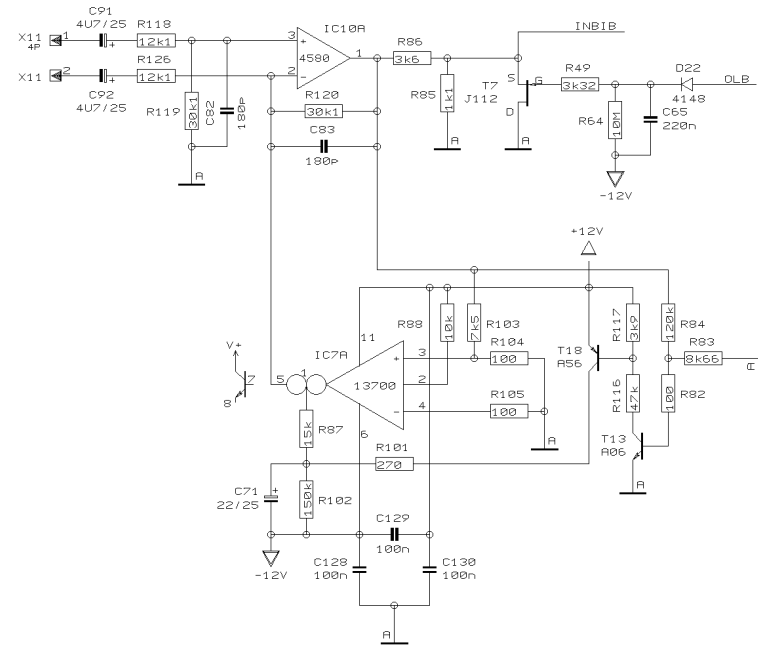 C91
4U7/25
R118
12k1
IC10A
X11
4P
1
+
3
4580
1
R86
3k6
INBIB
X11
2
+
R126
12k1
2
-
C92
4U7/25
R119
30k1
C82
180p
R120
30k1
C83
180p
R85
1k1
S
G
D
T7
J112
R49
3k32
D22
4148
OLB
R64
10M
C65
220n
A
A
A
-12V
+12V
11
R88
10k
7k5
R103
R104
100
R117
3k9
120k
R84
R83
8k66
A
V+
7
8
IC7A
5
1
13700
+
3
2
-
4
6
R105
100
T18
A56
R116
47k
100
R82
15k
R87
R101
270
A
T13
A06
A
C71
22/25
+
150k
R102
C129
100n
-12V
C128
100n
C130
100n
A